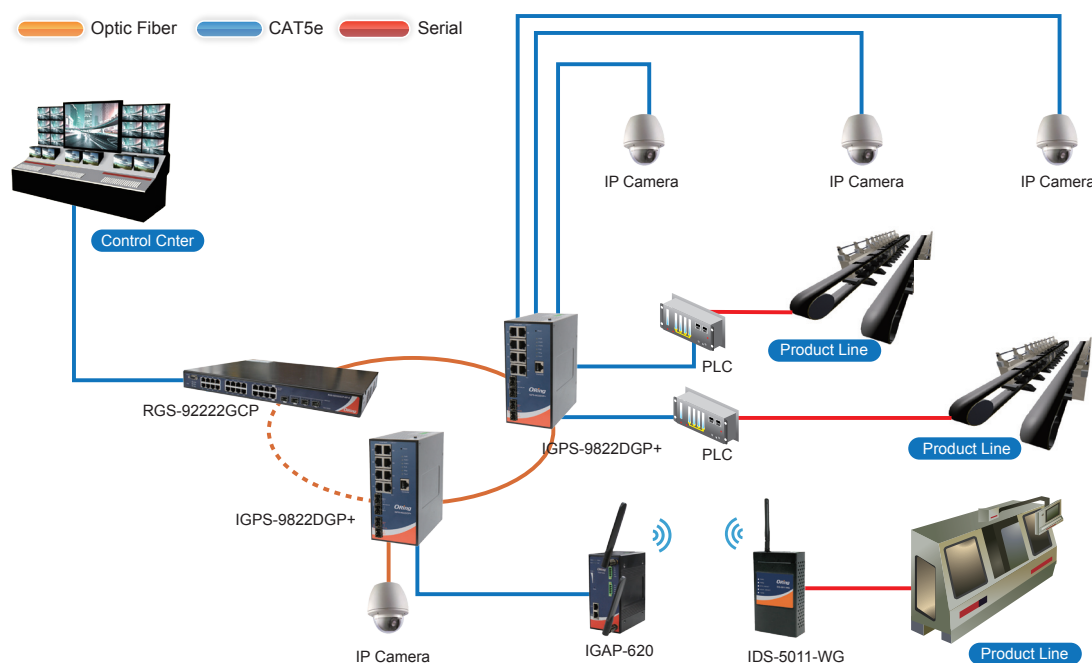 Optic Fiber CAT5e Serial
IP Camera IP Camera IP Camera
Control Cnter
Product Line
PLC
RGS-92222GCP
IGPS-9822DGP+
PLC
Product Line
IGPS-9822DGP+
IP Camera
IGAP-620
IDS-5011-WG
Product Line